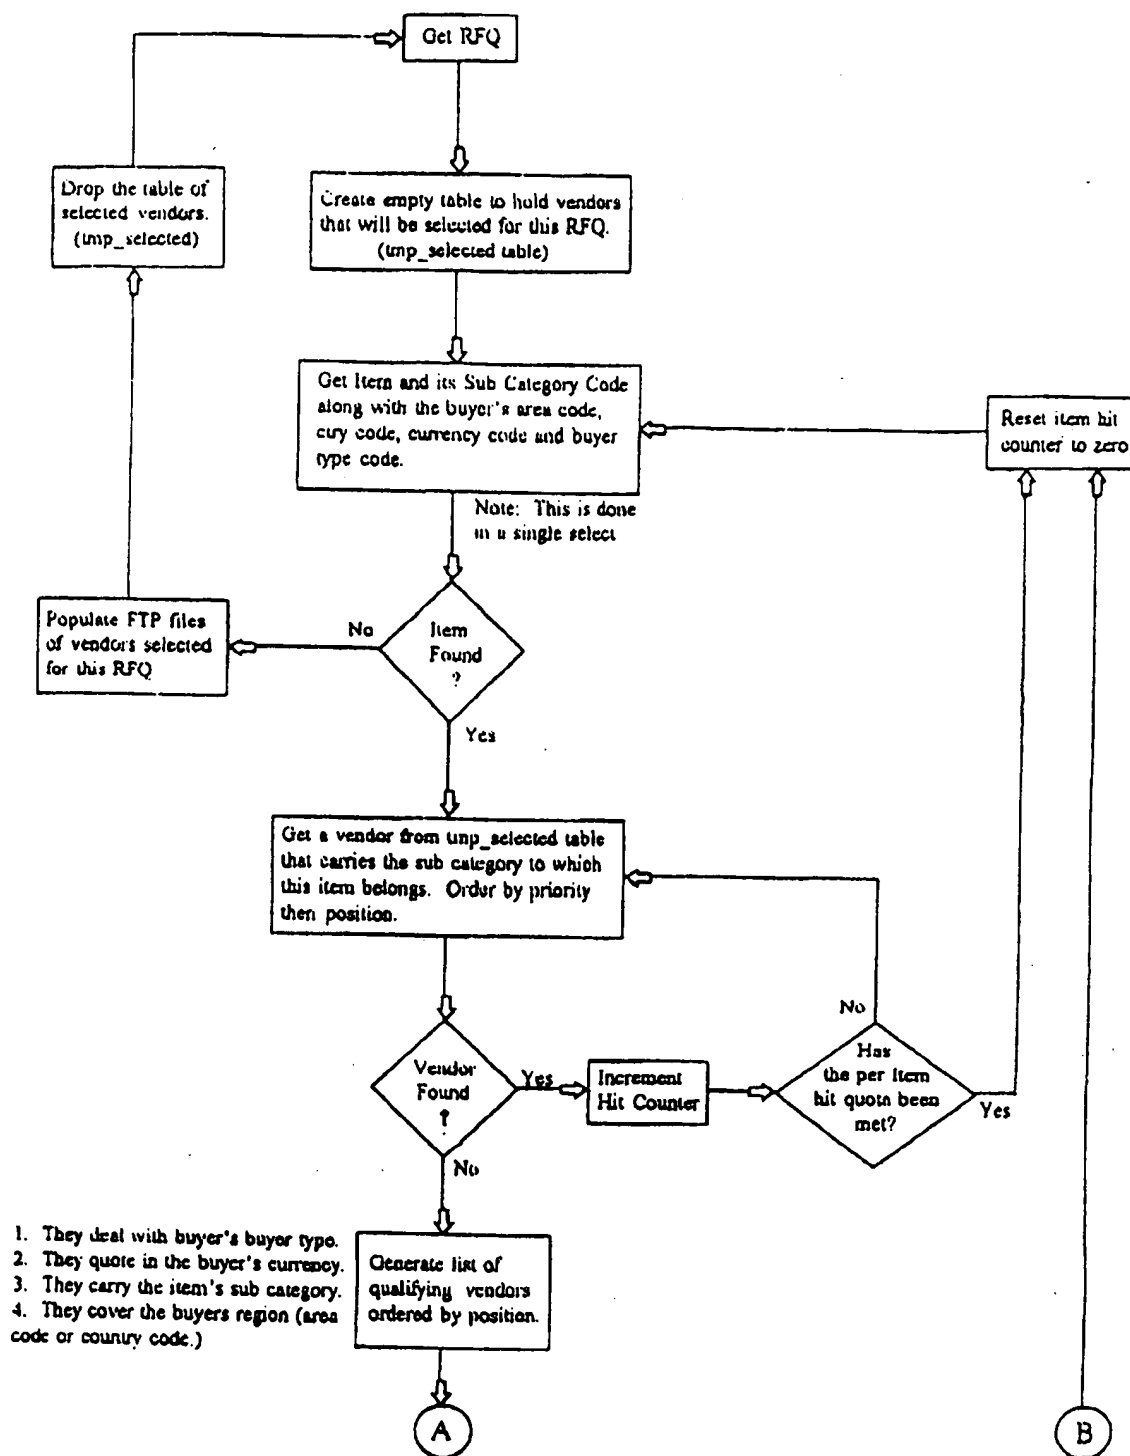 Get RFQ
Drop the table of
selected vendors.
(tmp_selected)
Create empty table to hold vendors
that will be selected for this RFQ.
(tmp_selected table)
Get Item and its Sub Category Code
along with the buyer's area code,
ctry code, currency code and buyer
type code.
Reset item hit
counter to zero
Note: This is done
in a single select
Populate FTP files
of vendors selected
for this RFQ
No
Item
Found
?
Yes
Get a vendor from tmp_selected table
that carries the sub category to which
this item belongs. Order by priority
then position.
No
Vendor
Found
?
Yes
Increment
Hit Counter
Has
the per item
hit quota been
met?
Yes
No
1. They deal with buyer's buyer type.
2. They quote in the buyer's currency.
3. They carry the item's sub category.
4. They cover the buyers region (area
code or country code.)
Generate list of
qualifying vendors
ordered by position.
A
B